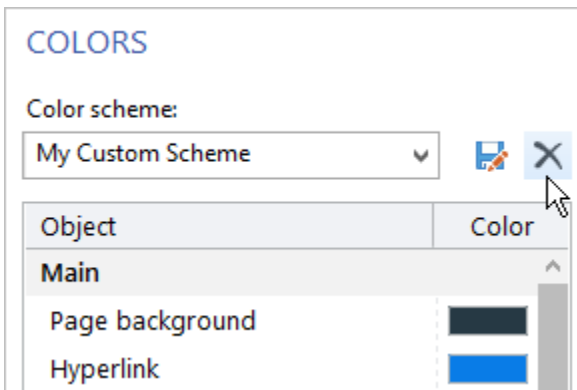 COLORS
Color scheme:
My Custom Scheme
Object Color
Main
Page background
Hyperlink